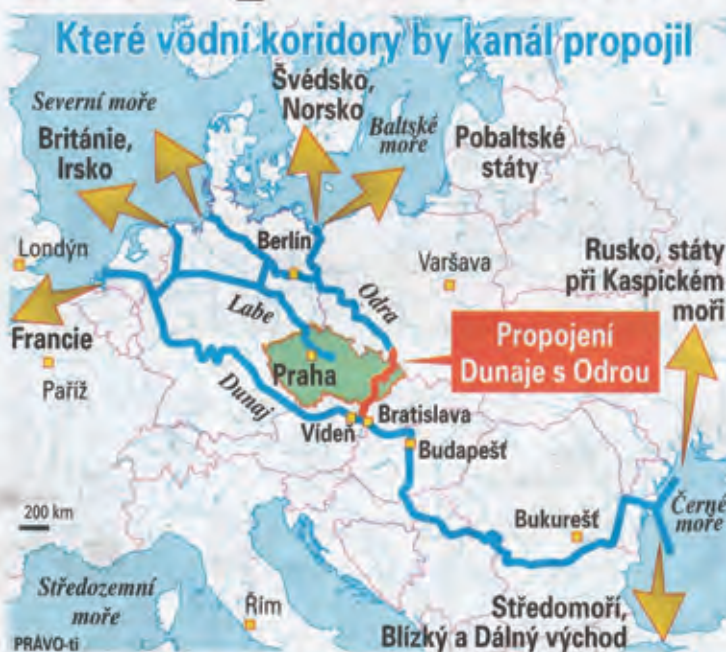 Které vodní koridory by kanál propojil
Severní moře
Švédsko,
Norsko
Baltské
moře
Británie,
Irsko
Pobaltské
státy
Londýn
Berlín
Varšava
Rusko, státy
při Kaspickém
moři
Labe
Odra
Francie
Propojení
Dunaje s Odrou
Paříž
Praha
Dunaj
Vídeň
Bratislava
Budapešť
200 km
Bukurešť
Černé
moře
Středozemní
moře
Řím
Středomoří,
Blízký a Dálný východ
PRÁVO-ti